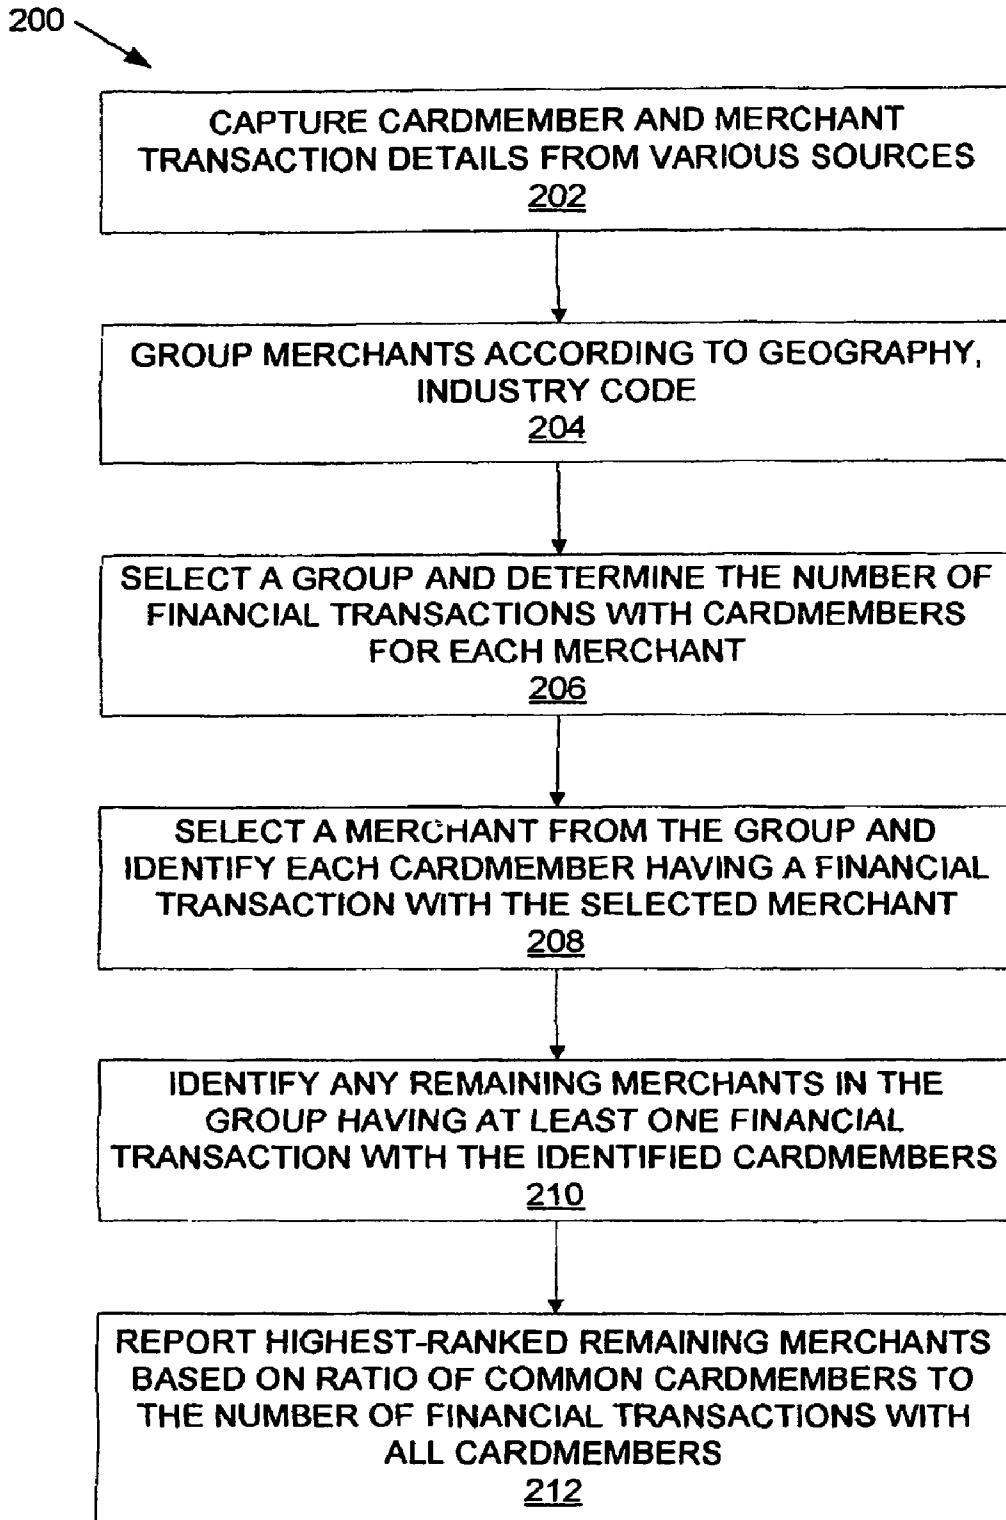 200
CAPTURE CARDMEMBER AND MERCHANT
TRANSACTION DETAILS FROM VARIOUS SOURCES
202
GROUP MERCHANTS ACCORDING TO GEOGRAPHY,
INDUSTRY CODE
204
SELECT A GROUP AND DETERMINE THE NUMBER OF
FINANCIAL TRANSACTIONS WITH CARDMEMBERS
FOR EACH MERCHANT
206
SELECT A MERCHANT FROM THE GROUP AND
IDENTIFY EACH CARDMEMBER HAVING A FINANCIAL
TRANSACTION WITH THE SELECTED MERCHANT
208
IDENTIFY ANY REMAINING MERCHANTS IN THE
GROUP HAVING AT LEAST ONE FINANCIAL
TRANSACTION WITH THE IDENTIFIED CARDMEMBERS
210
REPORT HIGHEST-RANKED REMAINING MERCHANTS
BASED ON RATIO OF COMMON CARDMEMBERS TO
THE NUMBER OF FINANCIAL TRANSACTIONS WITH
ALL CARDMEMBERS
212